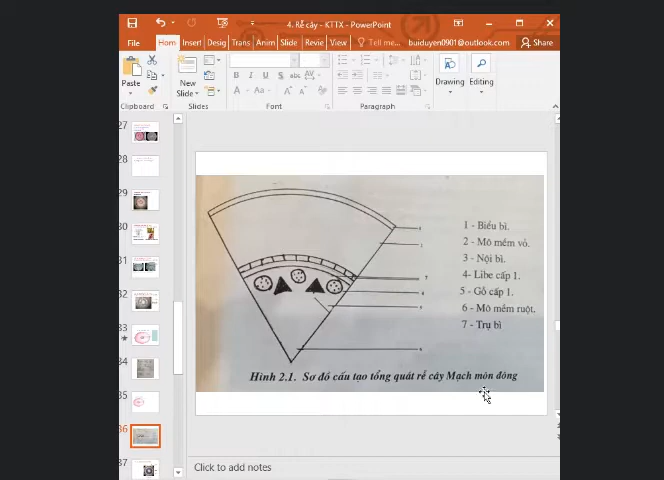 4. Rễ cây - KTTX - PowerPoint
File
Hom
Insert
Desig
Trans
Anim
Slide
Revie
View
Tell me...
buiduyen0901@outlook.com
Share
Paste
New
Slide
B I U S abc AV
A Aa A A
Drawing
Editing
Clipboard
Slides
Font
Paragraph
27
28
29
30
31
32
33
34
35
36
37
1 - Biểu bì.
2 - Mô mềm vỏ.
3 - Nội bì.
4- Libe cấp 1.
5 - Gỗ cấp 1.
6 - Mô mềm ruột.
7 - Trụ bì
Hình 2.1. Sơ đồ cấu tạo tổng quát rễ cây Mạch môn đông
Click to add notes